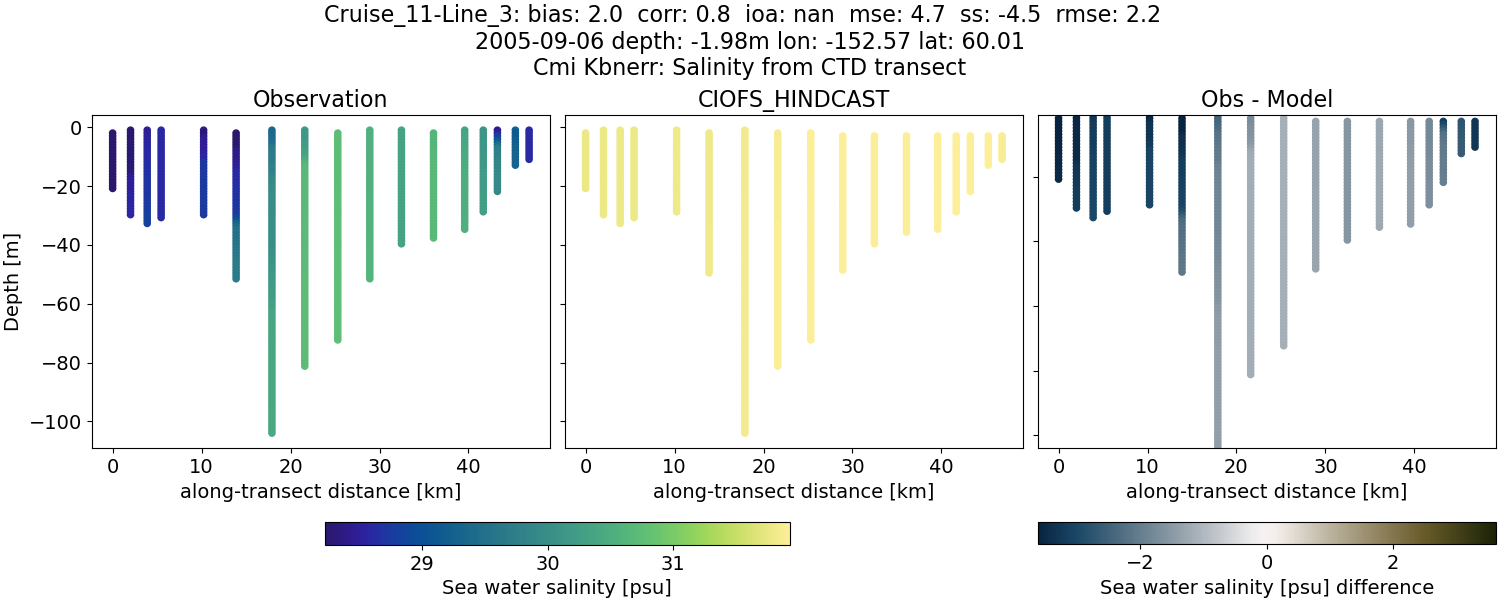 Cruise_11-Line_3: bias: 2.0  corr: 0.8  ioa: nan  mse: 4.7  ss: -4.5  rmse: 2.2
2005-09-06 depth: -1.98m lon: -152.57 lat: 60.01
Cmi Kbnerr: Salinity from CTD transect
Observation
CIOFS_HINDCAST
Obs - Model
Depth [m]
0
−20
−40
−60
−80
−100
0 10 20 30 40
0 10 20 30 40
0 10 20 30 40
along-transect distance [km]
along-transect distance [km]
along-transect distance [km]
29 30 31
Sea water salinity [psu]
−2 0 2
Sea water salinity [psu] difference